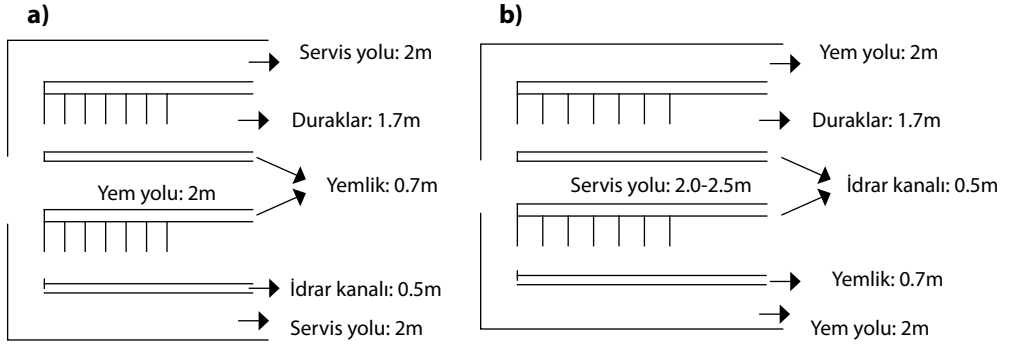 a)
Servis yolu: 2m
Duraklar: 1.7m
Yemlik: 0.7m
Yem yolu: 2m
İdrar kanalı: 0.5m
Servis yolu: 2m
b)
Yem yolu: 2m
Duraklar: 1.7m
Servis yolu: 2.0-2.5m
İdrar kanalı: 0.5m
Yemlik: 0.7m
Yem yolu: 2m